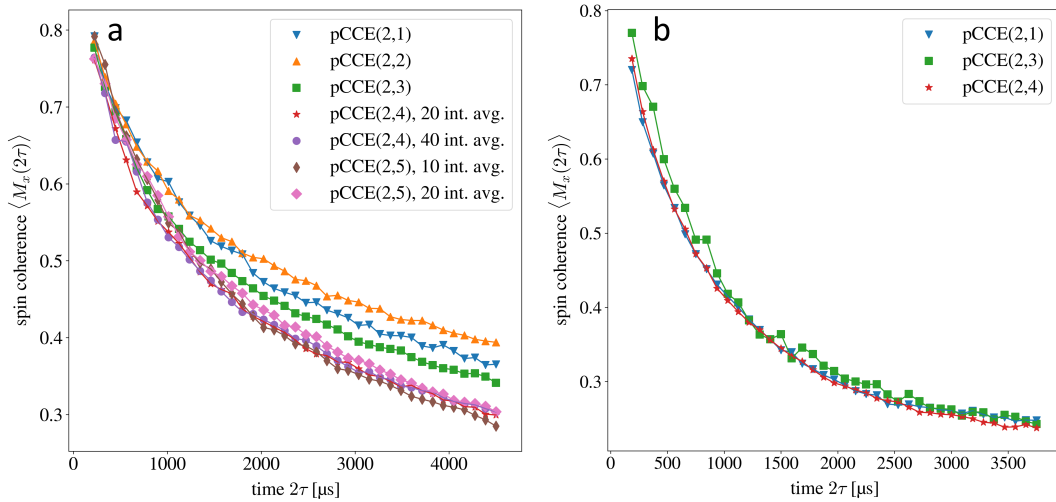 a
0.8
0.7
0.6
0.5
0.4
0.3
spin coherence ⟨M_x(2τ)⟩
pCCE(2,1)
pCCE(2,2)
pCCE(2,3)
pCCE(2,4), 20 int. avg.
pCCE(2,4), 40 int. avg.
pCCE(2,5), 10 int. avg.
pCCE(2,5), 20 int. avg.
0 1000 2000 3000 4000
time 2τ [μs]
b
0.8
0.7
0.6
0.5
0.4
0.3
spin coherence ⟨M_x(2τ)⟩
pCCE(2,1)
pCCE(2,3)
pCCE(2,4)
0 500 1000 1500 2000 2500 3000 3500
time 2τ [μs]